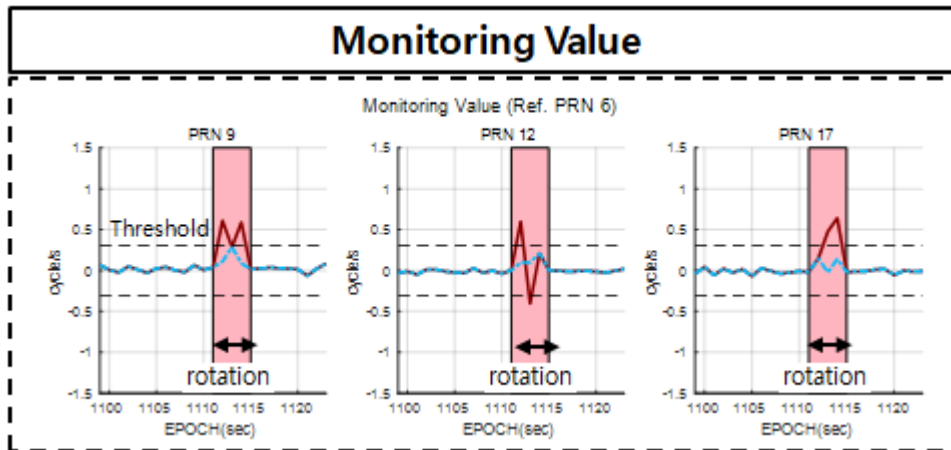 Monitoring Value
Monitoring Value (Ref. PRN 6)
PRN 9
PRN 12
PRN 17
1.5
1
0.5
0
-0.5
-1
-1.5
cycle/s
Threshold
rotation
1100
1105
1110
1115
1120
EPOCH(sec)
1.5
1
0.5
0
-0.5
-1
-1.5
cycle/s
rotation
1100
1105
1110
1115
1120
EPOCH(sec)
1.5
1
0.5
0
-0.5
-1
-1.5
cycle/s
rotation
1100
1105
1110
1115
1120
EPOCH(sec)